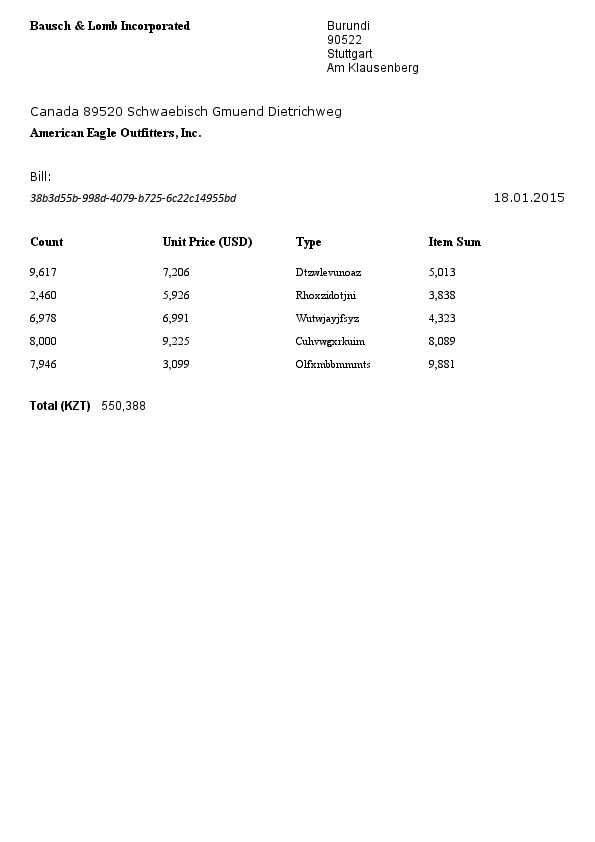 Bausch & Lomb Incorporated
Burundi
90522
Stuttgart
Am Klausenberg
Canada 89520 Schwaebisch Gmuend Dietrichweg
American Eagle Outfitters, Inc.
Bill:
38b3d55b-998d-4079-b725-6c22c14955bd 18.01.2015
Count Unit Price (USD) Type Item Sum
9,617 7,206 Dtzwlevunoaz 5,013
2,460 5,926 Rhoxzidotjni 3,838
6,978 6,991 Wutwjayjfsyz 4,323
8,000 9,225 Cuhvwgxrkuim 8,089
7,946 3,099 Olfxmbbmmmts 9,881
Total (KZT) 550,388